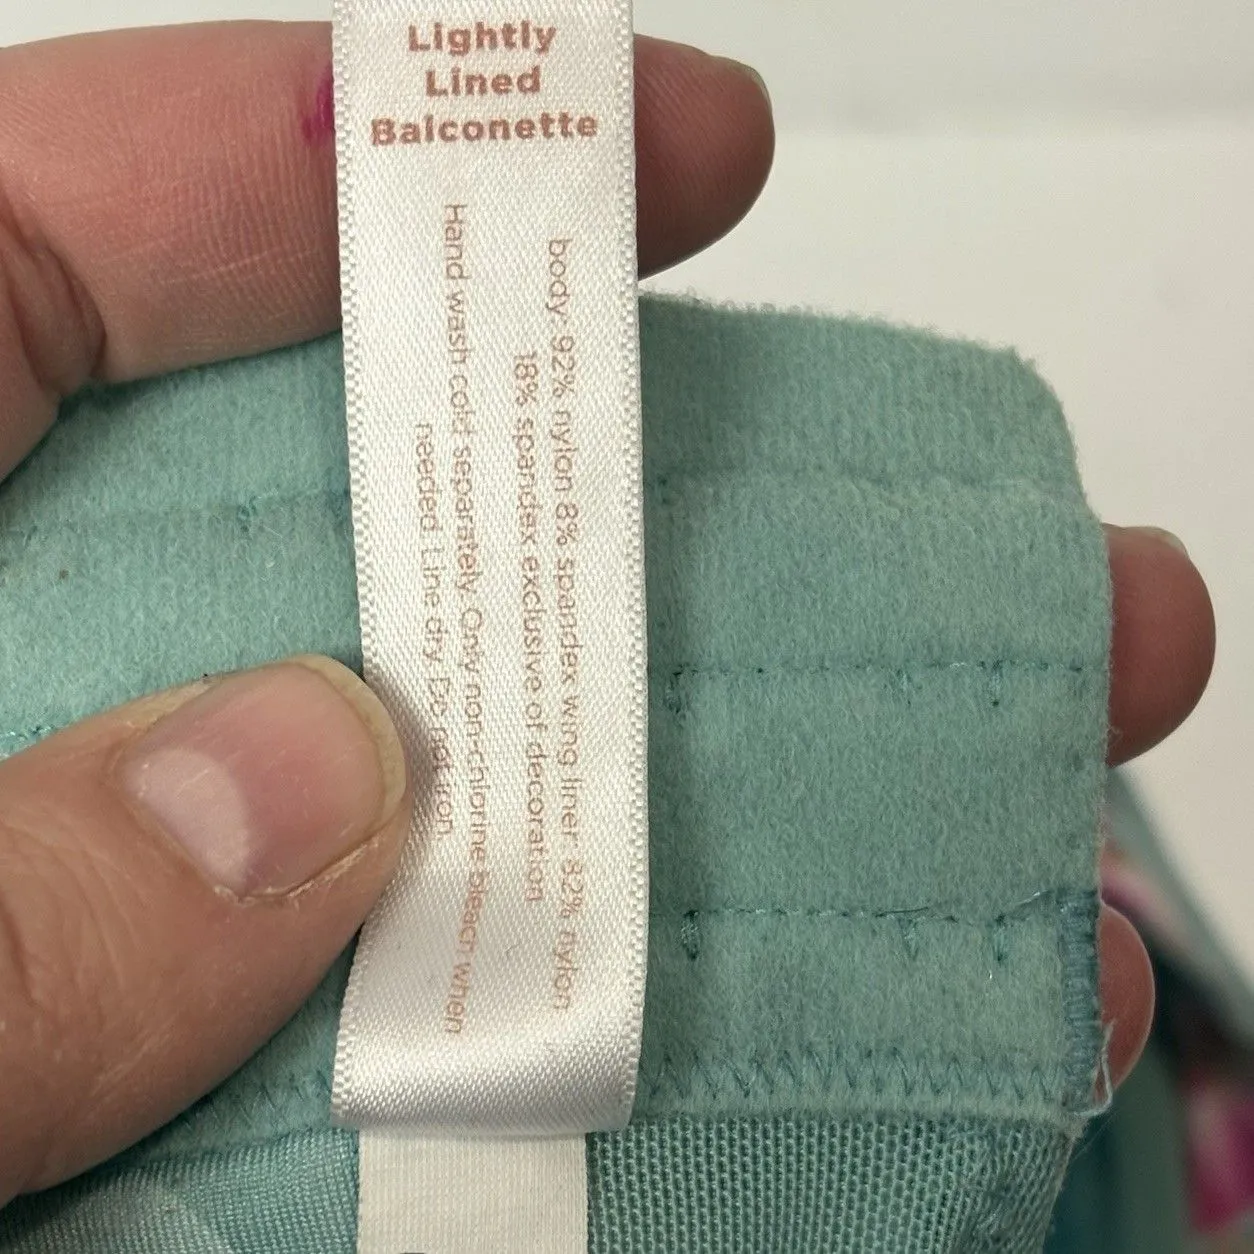 Lightly
Lined
Balconette
body: 92% nylon 8% spandex wing liner 82% nylon
18% spandex exclusive of decoration
Hand wash cold separately Only non-chlorine bleach when
needed Line dry Do not iron